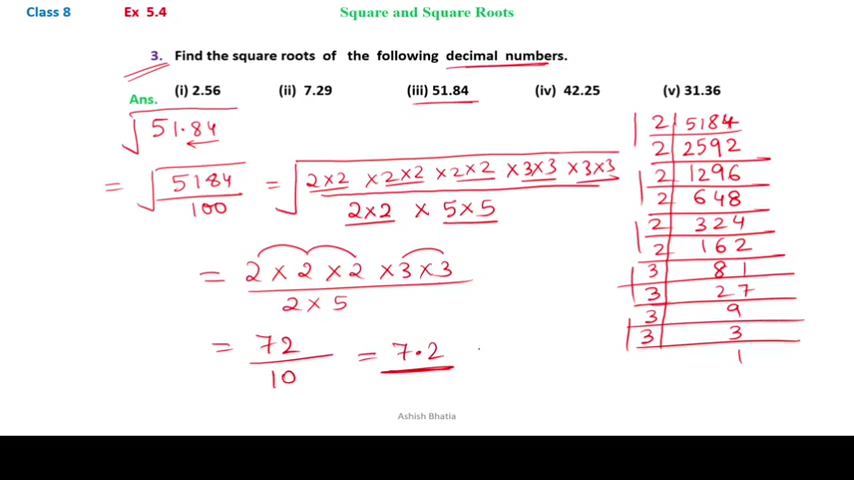 Class 8 Ex 5.4 Square and Square Roots
3. Find the square roots of the following decimal numbers.
(i) 2.56 (ii) 7.29 (iii) 51.84 (iv) 42.25 (v) 31.36
Ans.
√51.84
= √5184/100 = √2×2 ×2×2 ×2×2 ×3×3 ×3×3 / 2×2 × 5×5
= 2 × 2 × 2 × 3 × 3 / 2 × 5
= 72/10 = 7.2
2 5184
2 2592
2 1296
2 648
2 324
2 162
3 81
3 27
3 9
3 3
1
Ashish Bhatia